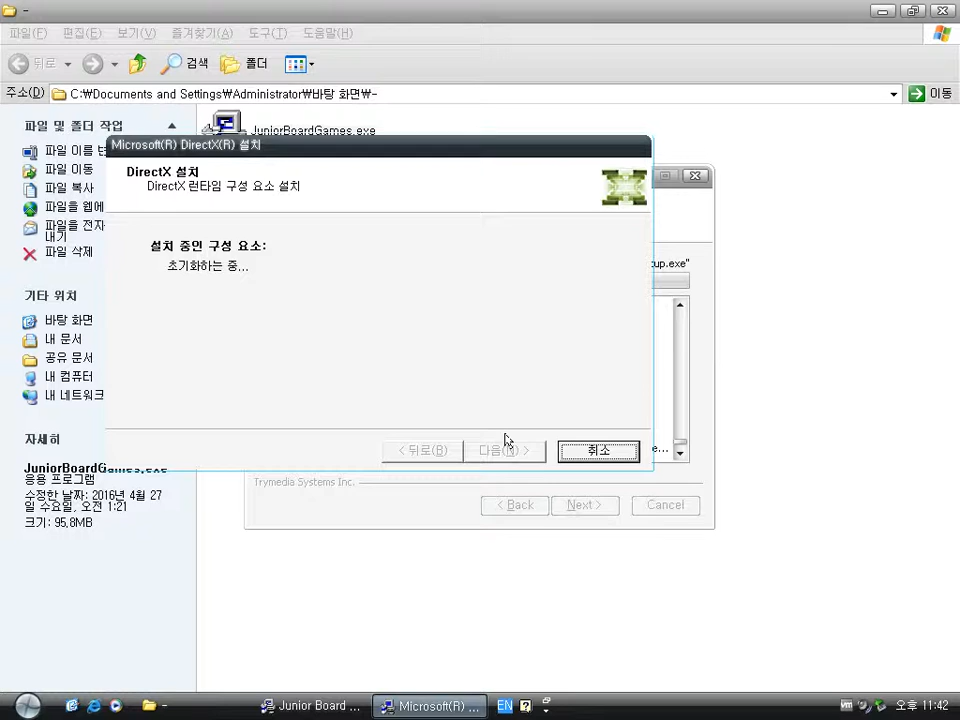 -
파일(F) 편집(E) 보기(V) 즐겨찾기(A) 도구(T) 도움말(H)
뒤로 검색 폴더
주소(D) C:₩Documents and Settings₩Administrator₩바탕 화면₩- 이동
파일 및 폴더 작업
파일 이름 변
파일 이동
파일 복사
파일을 웹에
파일을 전자
내기
파일 삭제
기타 위치
바탕 화면
내 문서
공유 문서
내 컴퓨터
내 네트워크
자세히
JuniorBoardGames.exe
응용 프로그램
수정한 날짜: 2016년 4월 27
일 수요일, 오전 1:21
크기: 95,8MB
JuniorBoardGames.exe
Microsoft(R) DirectX(R) 설치
DirectX 설치
DirectX 런타임 구성 요소 설치
설치 중인 구성 요소:
초기화하는 중...
< 뒤로(B) 다음(N) > 취소
up.exe"
e...
Trymedia Systems Inc.
< Back Next > Cancel
Junior Board ... Microsoft(R) ... EN ? vm 오후 11:42